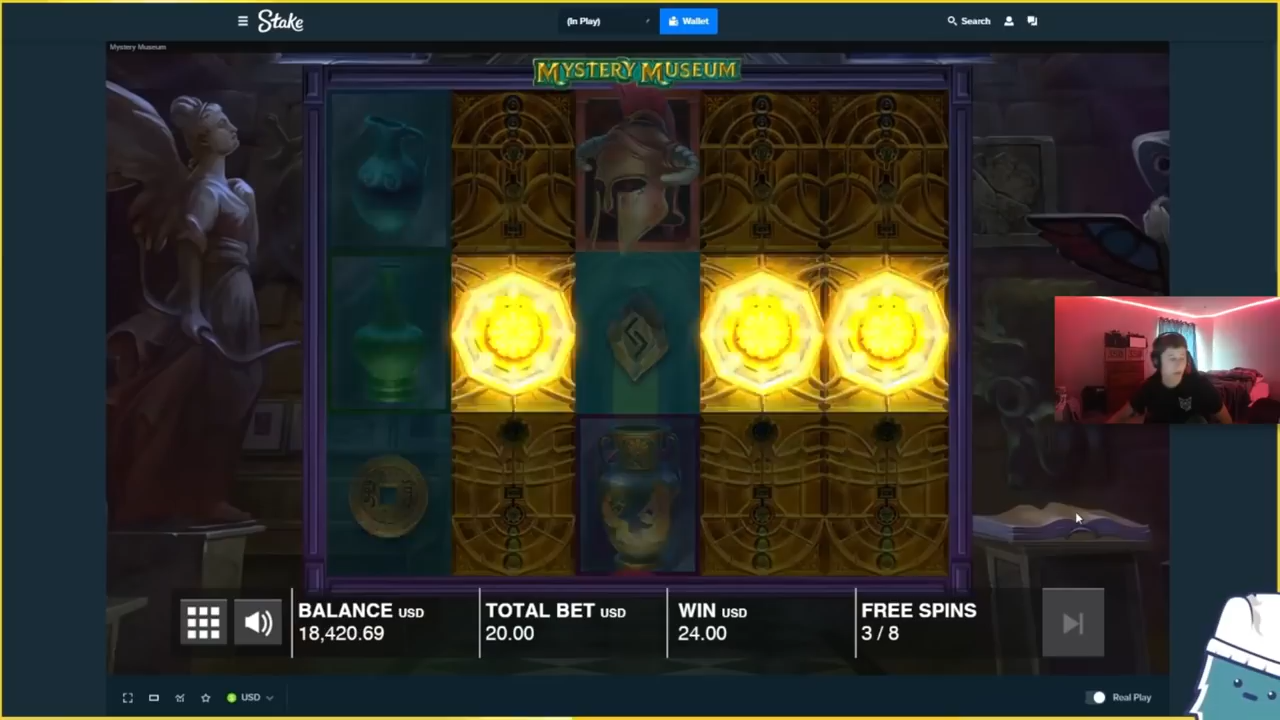 Stake
(In Play)
Wallet
Search
Mystery Museum
MYSTERY MUSEUM
BALANCE USD
18,420.69
TOTAL BET USD
20.00
WIN USD
24.00
FREE SPINS
3 / 8
USD
Real Play